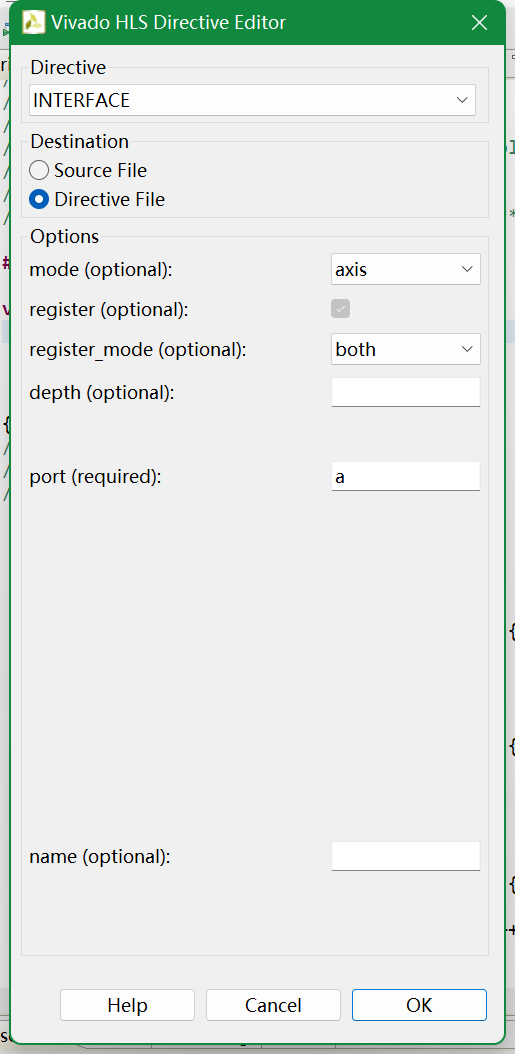 Vivado HLS Directive Editor
Directive
INTERFACE
Destination
Source File
Directive File
Options
mode (optional):
axis
register (optional):
register_mode (optional):
both
depth (optional):
port (required):
a
name (optional):
Help
Cancel
OK